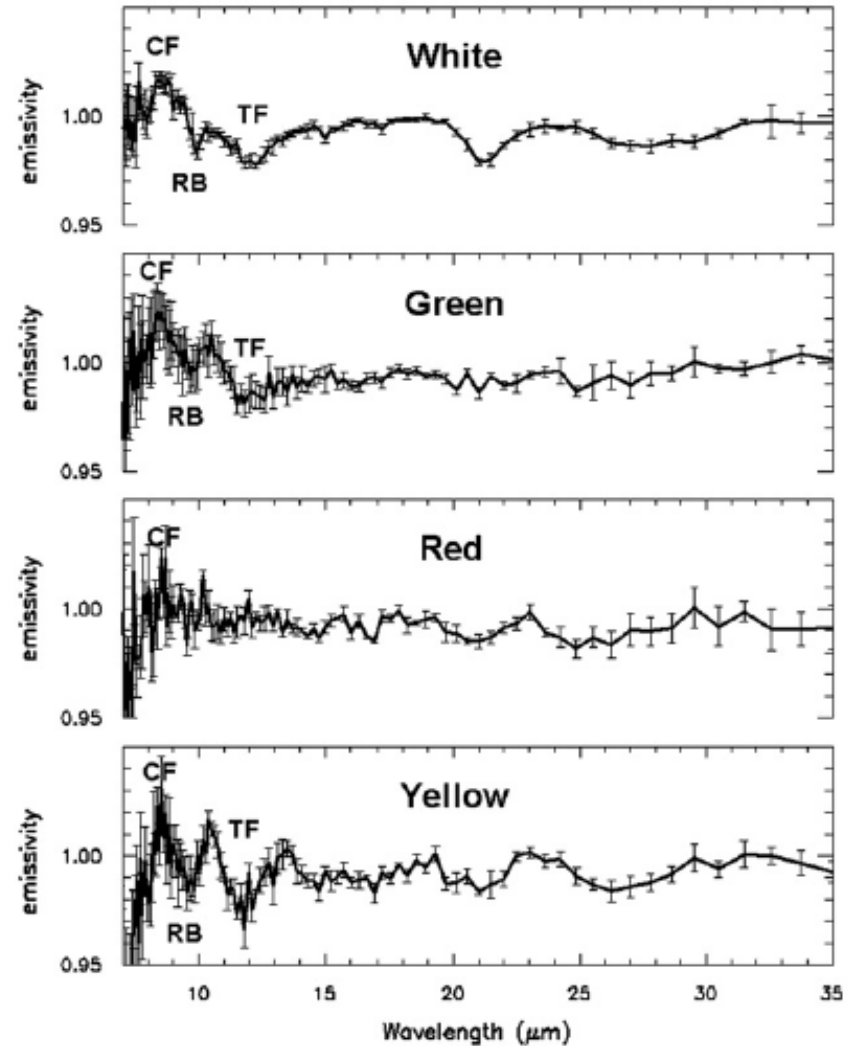 CF
White
TF
1.00
RB
0.95
emissivity
CF
Green
1.00
TF
RB
0.95
emissivity
CF
Red
1.00
0.95
emissivity
CF
Yellow
TF
1.00
RB
0.95
emissivity
10 15 20 25 30 35
Wavelength (μm)